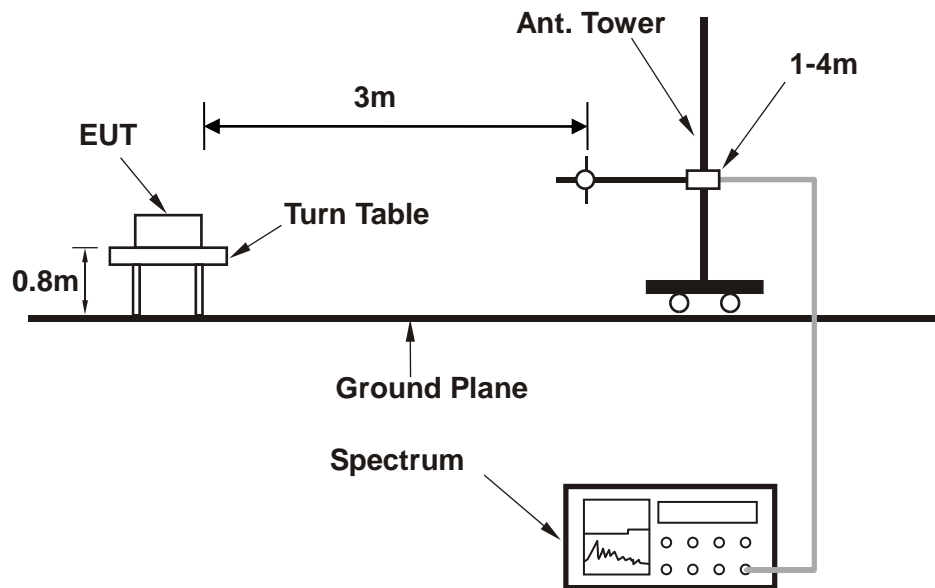 Ant. Tower
1-4m
3m
EUT
Turn Table
0.8m
Ground Plane
Spectrum